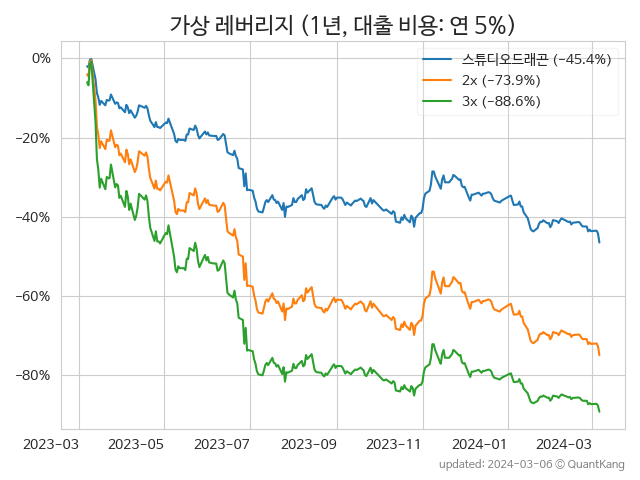 가상 레버리지 (1년, 대출 비용: 연 5%)
스튜디오드래곤 (−45.4%)
2x (−73.9%)
3x (−88.6%)
0%
−20%
−40%
−60%
−80%
2023-03 2023-05 2023-07 2023-09 2023-11 2024-01 2024-03
updated: 2024-03-06 © QuantKang